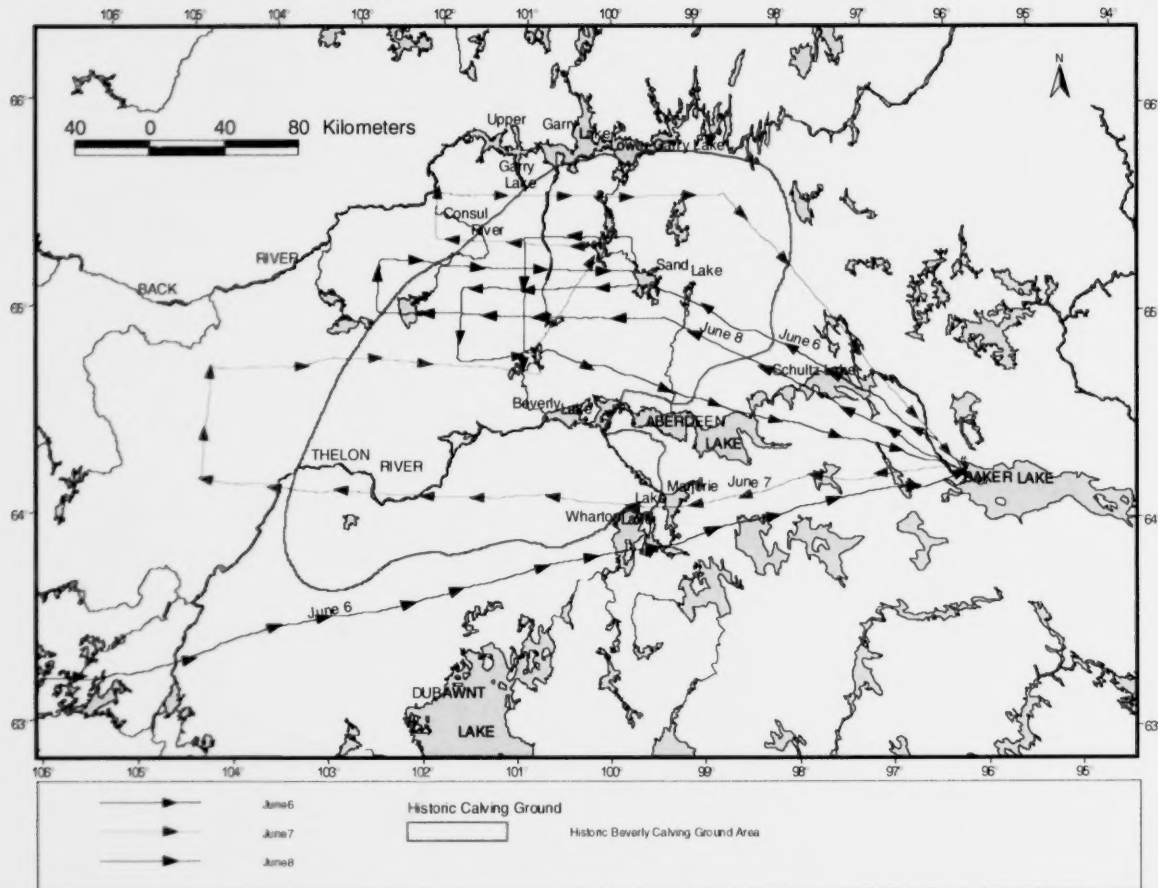 106° 105° 104° 103° 102° 101° 100° 99° 98° 97° 96° 95° 94°
N
66° 66°
40 0 40 80 Kilometers
Upper
Garry
Lake
Lower Garry Lake
Garry
Lake
Consul
River
RIVER
BACK
Sand
Lake
65° 65°
June 8
June 6
Schultz Lake
Beverly
Lake
ABERDEEN
LAKE
THELON
RIVER
BAKER LAKE
June 7
Marjorie
Lake
Wharton
Lake
64° 64°
June 6
DUBAWNT
LAKE
63° 63°
106 105° 104° 103° 102° 101° 100° 99° 98° 97° 96° 95°
June 6
June 7
June 8
Historic Calving Ground
Historic Beverly Calving Ground Area